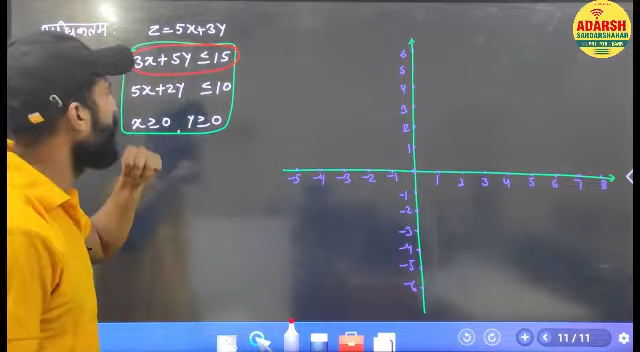 z=5x+3y
3x+5y ≤15
5x+2y ≤10
x≥0, y≥0
6
5
4
3
2
1
-5 -4 -3 -2 -1 1 2 3 4 5 6 7 8
-1
-2
-3
-4
-5
-6
ADARSH
SARDARSHAHAR
11 / 11